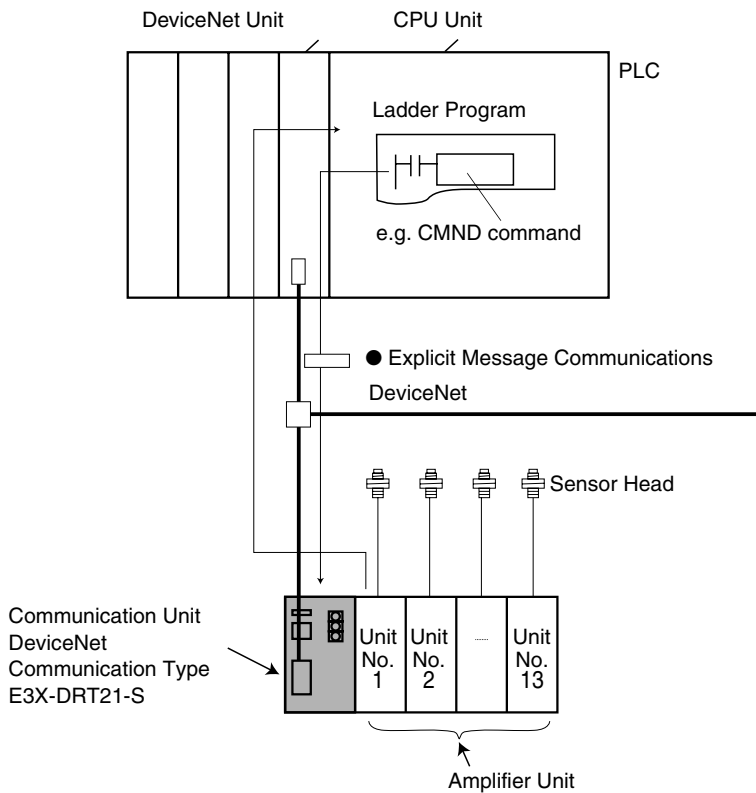 DeviceNet Unit
CPU Unit
PLC
Ladder Program
e.g. CMND command
● Explicit Message Communications
DeviceNet
Sensor Head
Communication Unit
DeviceNet
Communication Type
E3X-DRT21-S
Unit
No.
1
Unit
No.
2
........
Unit
No.
13
Amplifier Unit